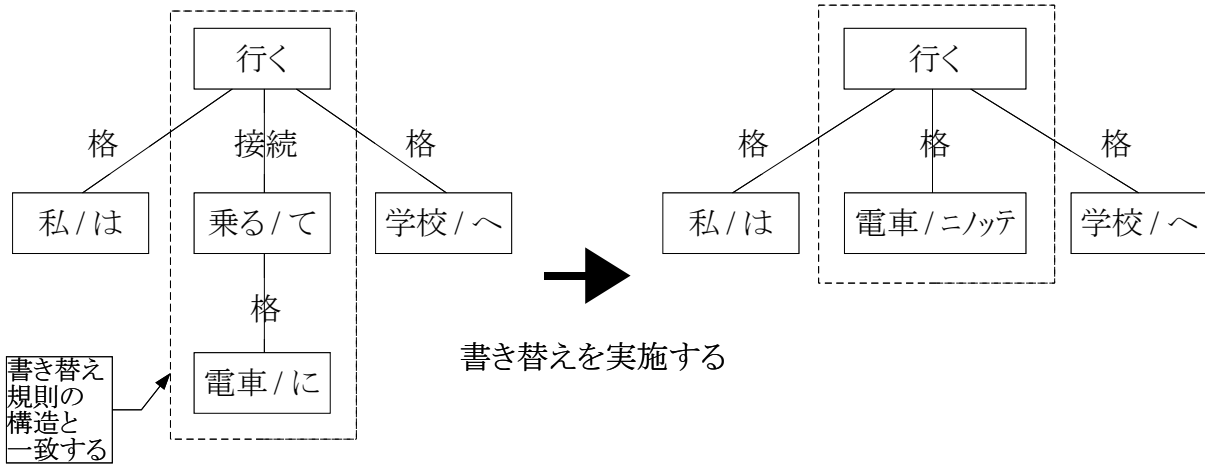 行く
格
接続
格
私/は
乗る/て
学校/へ
格
電車/に
書き替え
規則の
構造と
一致する
書き替えを実施する
行く
格
格
格
私/は
電車/ニノッテ
学校/へ